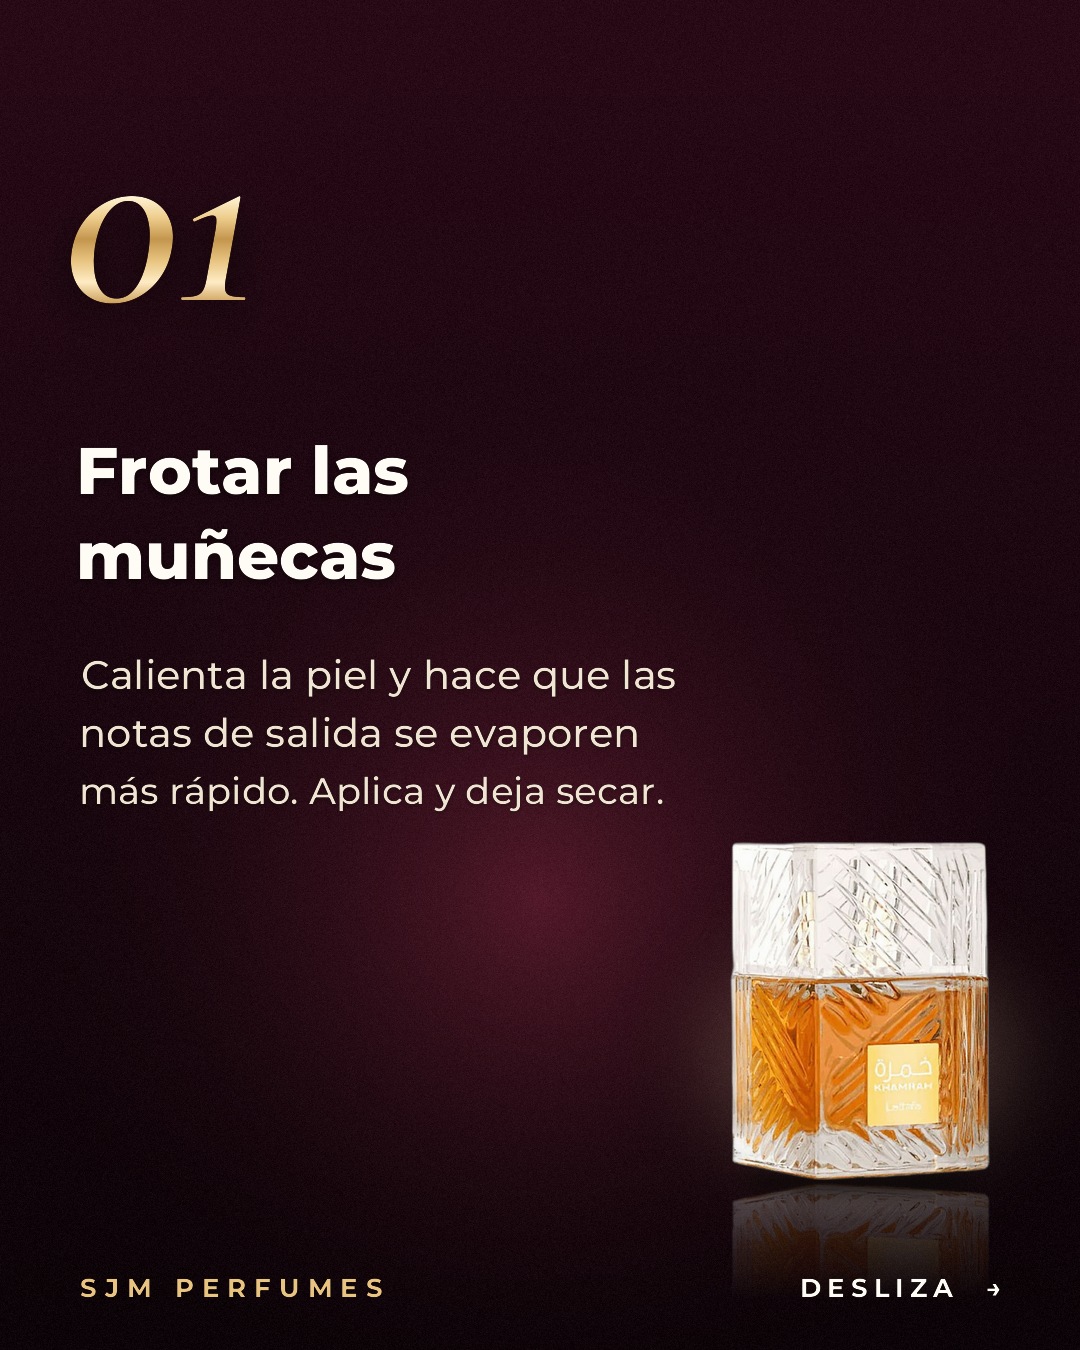 01
Frotar las
muñecas
Calienta la piel y hace que las
notas de salida se evaporen
más rápido. Aplica y deja secar.
خمرة
KHAMRAH
Lattafa
SJM PERFUMES
DESLIZA →